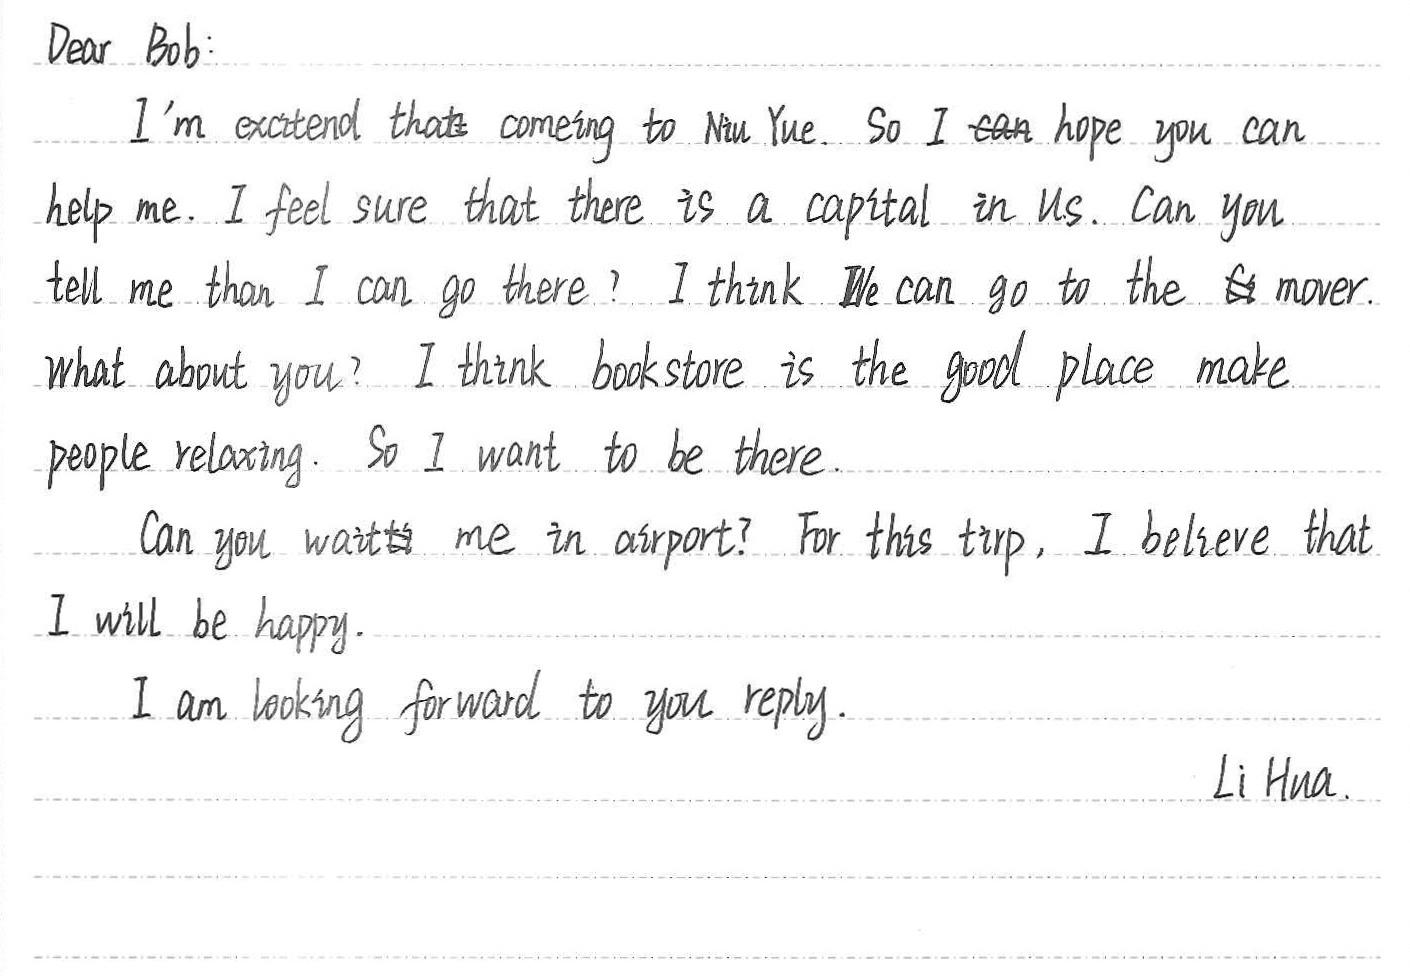 Dear Bob:
I'm excitend that comeing to Niu Yue. So I hope you can
help me. I feel sure that there is a capital in Us. Can you
tell me than I can go there? I think We can go to the mover.
What about you? I think bookstore is the good place make
people relaxing. So I want to be there.
Can you wait me in airport? For this tirp, I believe that
I will be happy.
I am looking forward to you reply.
Li Hua.